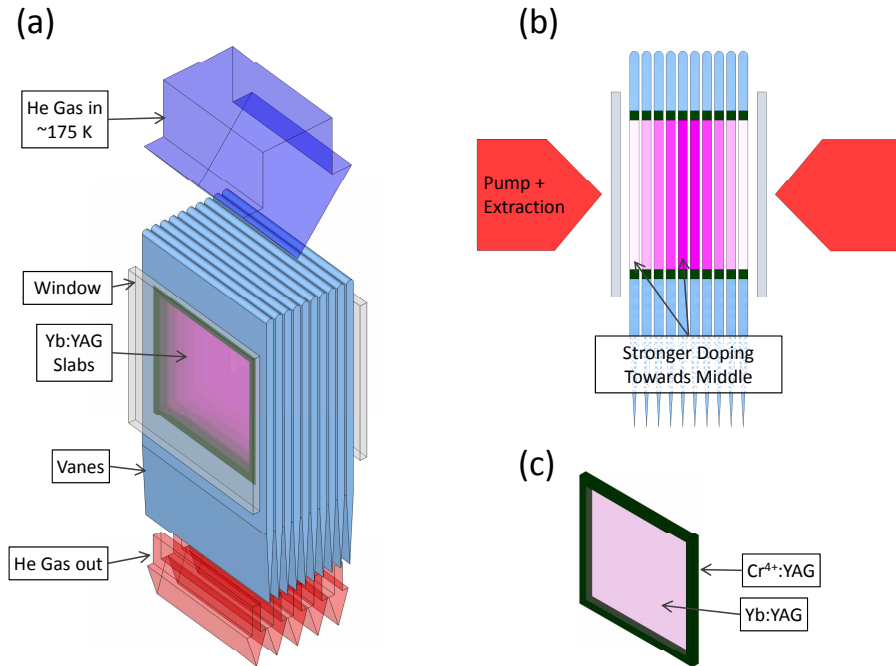 (a)
He Gas in
~175 K
Window
Yb:YAG
Slabs
Vanes
He Gas out
(b)
Pump +
Extraction
Stronger Doping
Towards Middle
(c)
Cr⁴⁺:YAG
Yb:YAG